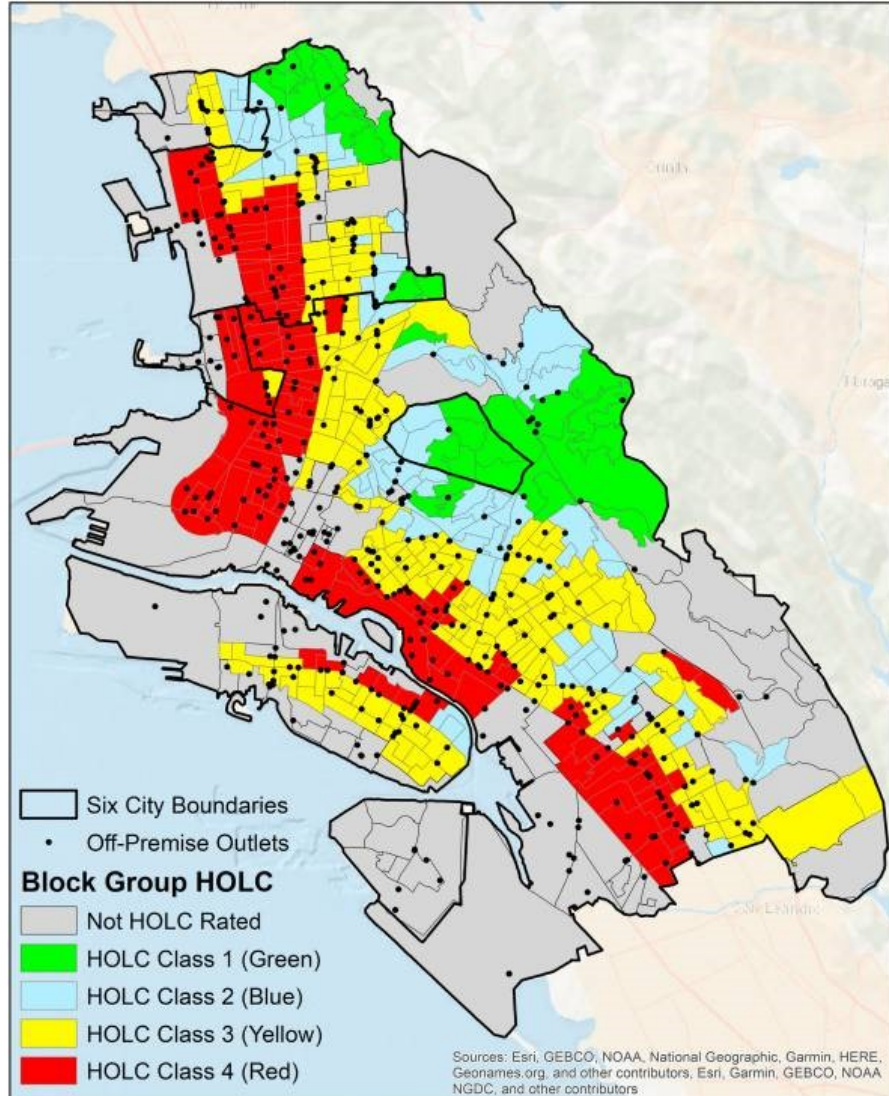 Six City Boundaries
Off-Premise Outlets
Block Group HOLC
Not HOLC Rated
HOLC Class 1 (Green)
HOLC Class 2 (Blue)
HOLC Class 3 (Yellow)
HOLC Class 4 (Red)
Sources: Esri, GEBCO, NOAA, National Geographic, Garmin, HERE,
Geonames.org, and other contributors, Esri, Garmin, GEBCO, NOAA
NGDC, and other contributors